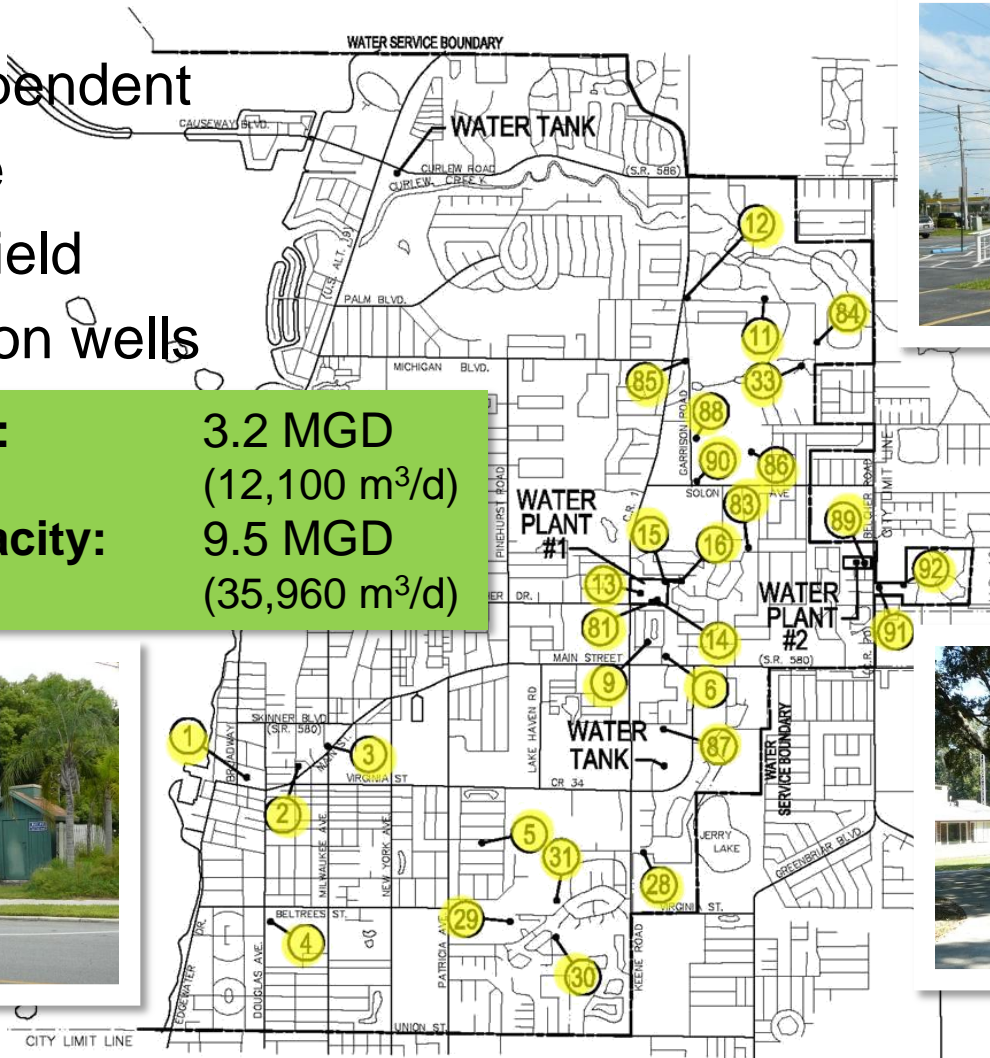 WATER SERVICE BOUNDARY
pendent
CAUSEWAY BLVD.
WATER TANK
CURLEW ROAD
(S.R. 586)
CURLEW CREEK
ield
(U.S. ALT. 19)
12
PALM BLVD.
84
11
on wells
MICHIGAN BLVD.
85
33
GARRISON ROAD
88
:
3.2 MGD
(12,100 m³/d)
acity:
9.5 MGD
(35,960 m³/d)
90
86
SOLON AVE
PINEHURST ROAD
WATER
PLANT
#1
C.R. 1
83
BELCHER ROAD
CITY LIMIT LINE
89
15
16
92
13
DR.
WATER
PLANT
#2
81
14
91
MAIN STREET
(S.R. 580)
9
6
SKINNER BLVD
(S.R. 580)
1
BROADWAY
MAIN ST.
3
LAKE HAVEN RD
WATER
TANK
87
WATER
SERVICE BOUNDARY
VIRGINIA ST
CR 34
2
MILWAUKEE AVE.
NEW YORK AVE.
5
31
JERRY
LAKE
GREENBRIAR BLVD.
28
VIRGINIA ST.
BELTREES ST.
29
4
30
EDGEWATER DR.
DOUGLAS AVE.
PATRICIA AVE.
KEENE ROAD
UNION ST.
CITY LIMIT LINE